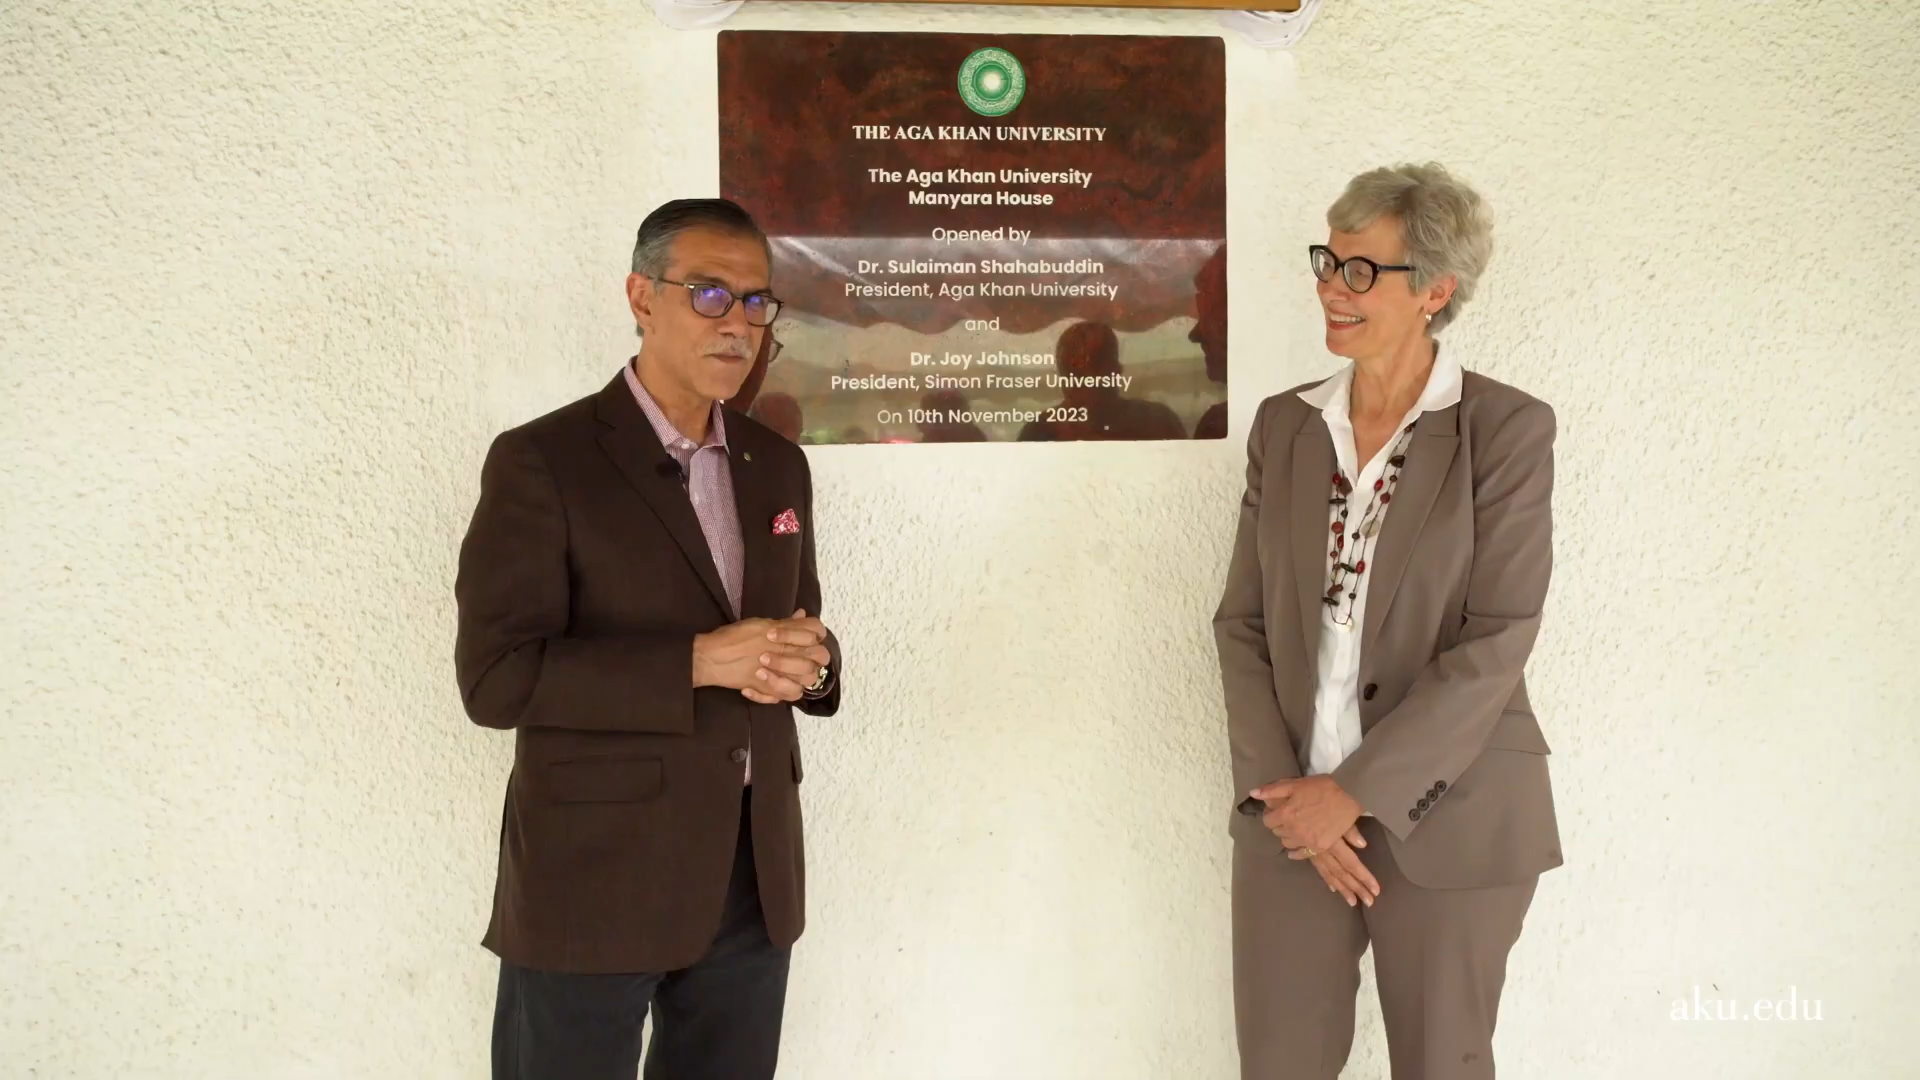 THE AGA KHAN UNIVERSITY
The Aga Khan University
Manyara House
Opened by
Dr. Sulaiman Shahabuddin
President, Aga Khan University
and
Dr. Joy Johnson
President, Simon Fraser University
On 10th November 2023
aku.edu